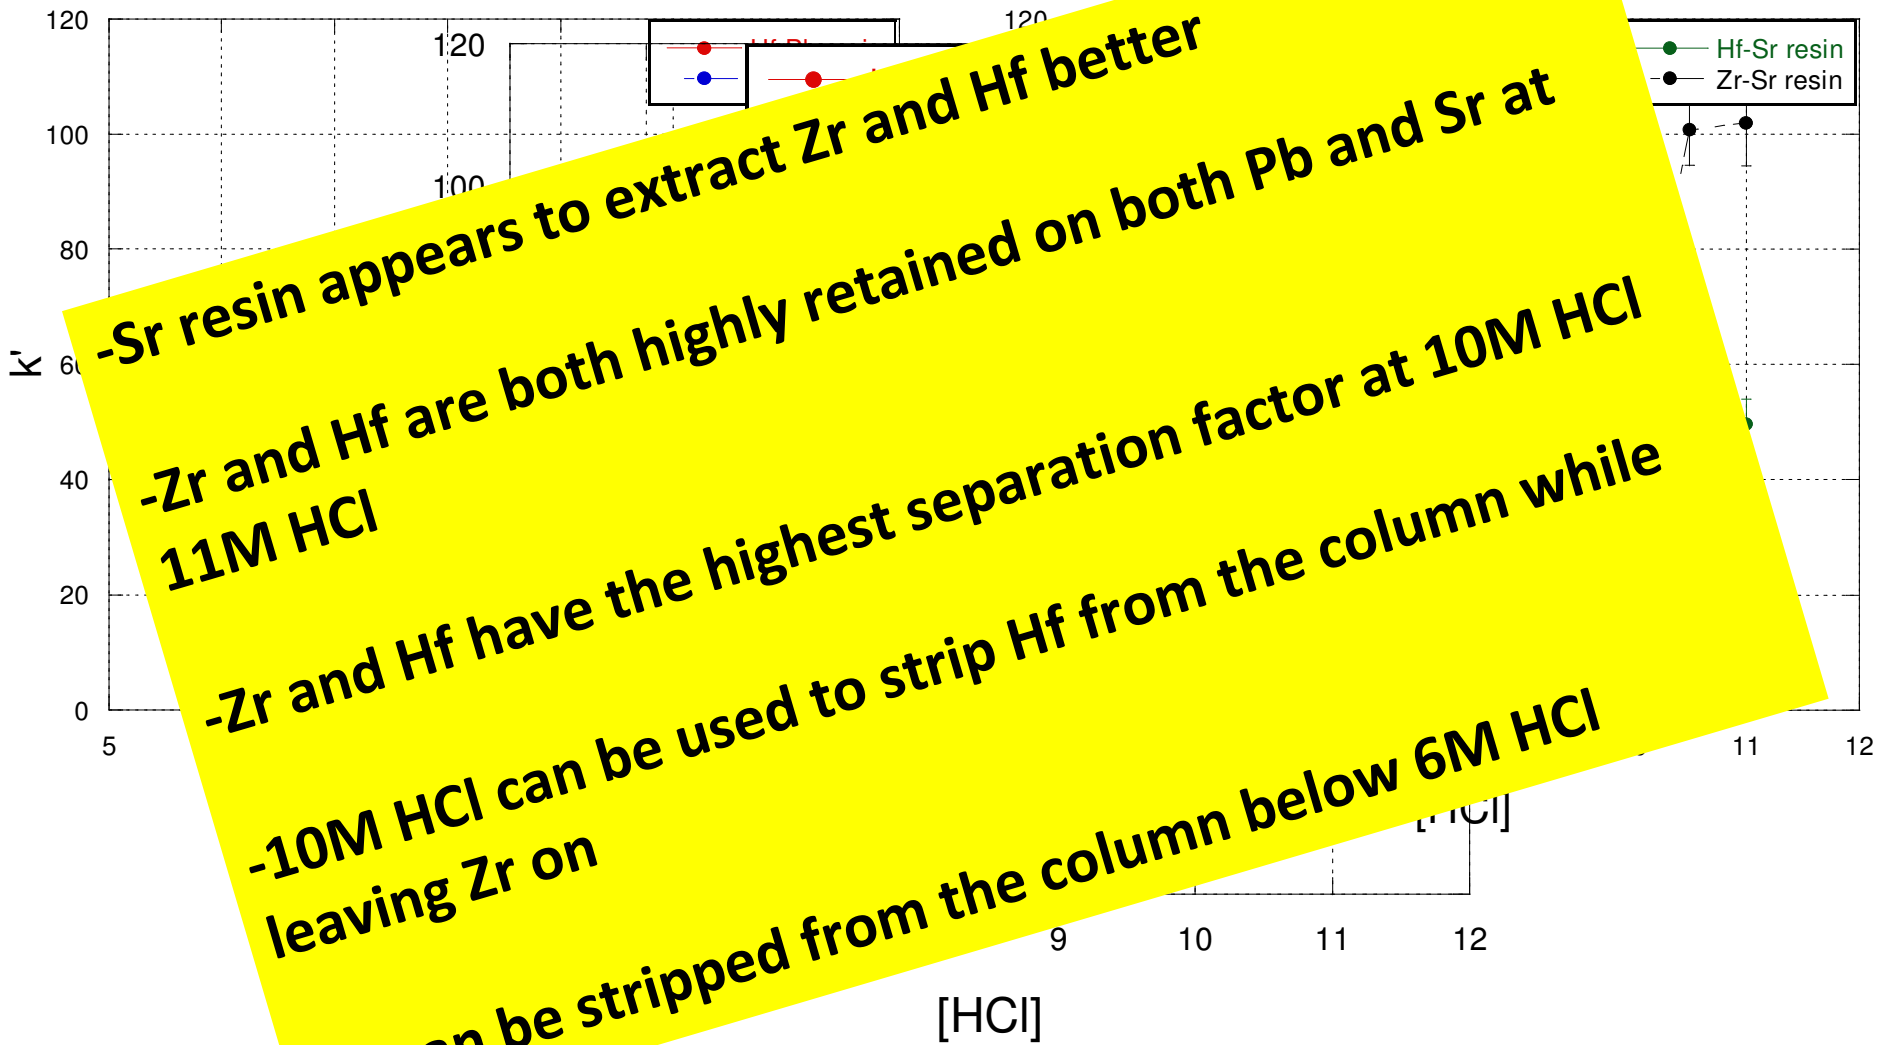 120
120
120
Hf-Sr resin
Zr-Sr resin
100
100
80
k'
40
20
0
5
11
12
-Sr resin appears to extract Zr and Hf better
-Zr and Hf are both highly retained on both Pb and Sr at
11M HCl
-Zr and Hf have the highest separation factor at 10M HCl
-10M HCl can be used to strip Hf from the column while
leaving Zr on
be stripped from the column below 6M HCl
[HCl]
9
10
11
12
[HCl]